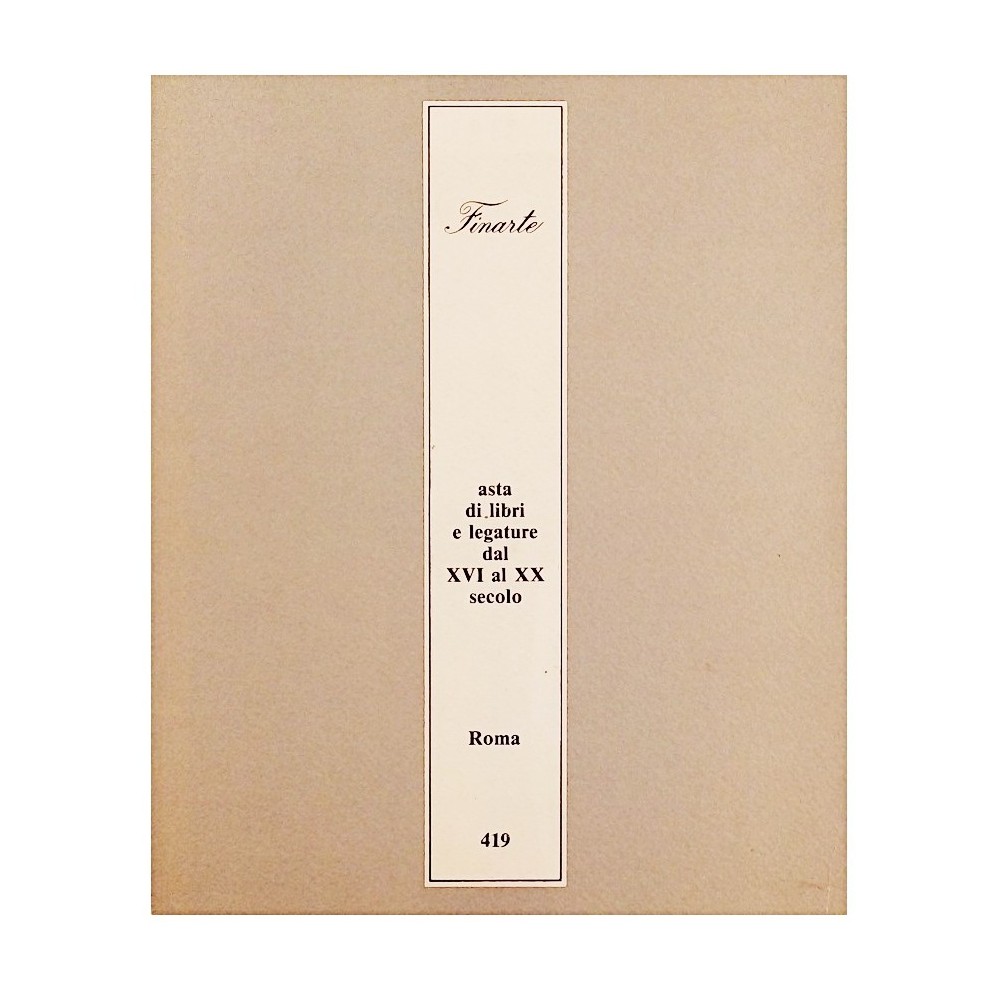 Finarte
asta
di libri
e legature
dal
XVI al XX
secolo
Roma
419